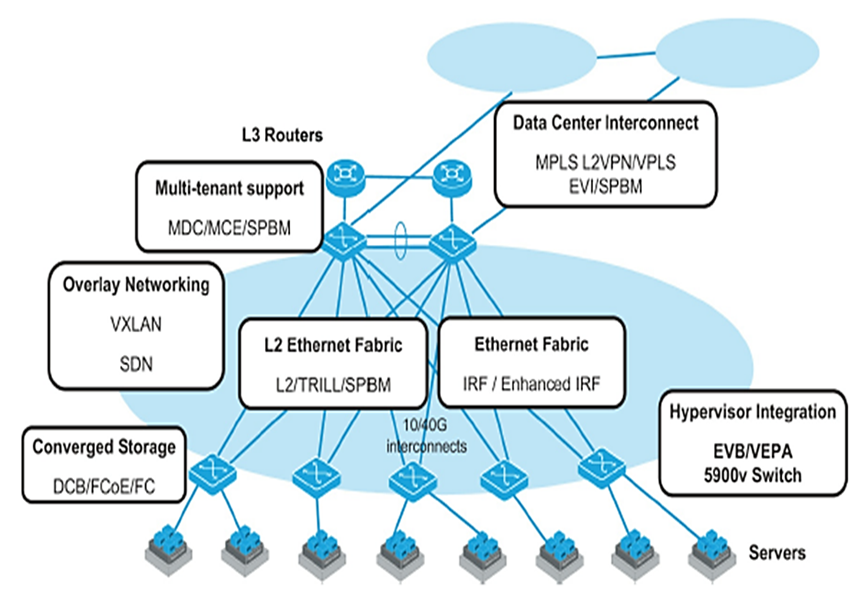 Data Center Interconnect
MPLS L2VPN/VPLS
EVI/SPBM
L3 Routers
Multi-tenant support
MDC/MCE/SPBM
Overlay Networking
VXLAN
SDN
L2 Ethernet Fabric
L2/TRILL/SPBM
Ethernet Fabric
IRF / Enhanced IRF
10/40G
interconnects
Hypervisor Integration
EVB/VEPA
5900v Switch
Converged Storage
DCB/FCoE/FC
Servers